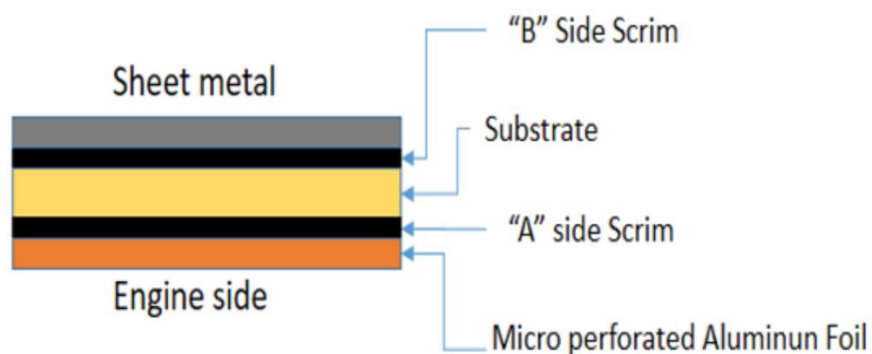 “B” Side Scrim
Sheet metal
Substrate
“A” side Scrim
Engine side
Micro perforated Aluminun Foil